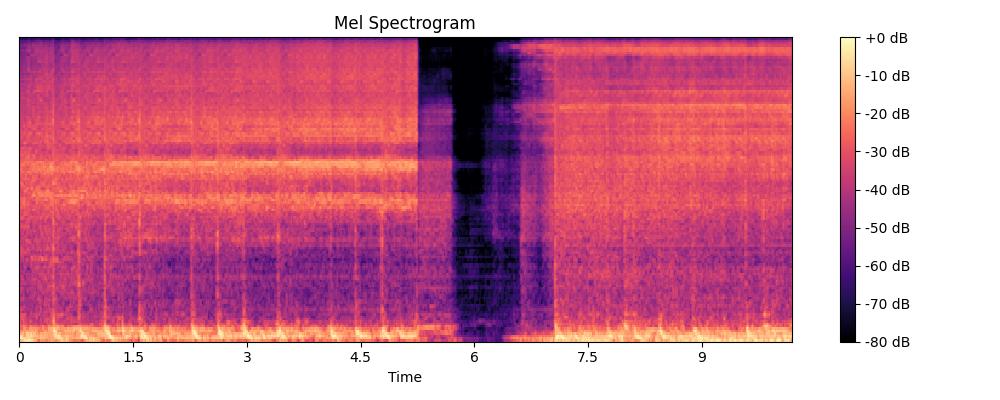 Mel Spectrogram
+0 dB
-10 dB
-20 dB
-30 dB
-40 dB
-50 dB
-60 dB
-70 dB
-80 dB
0 1.5 3 4.5 6 7.5 9
Time